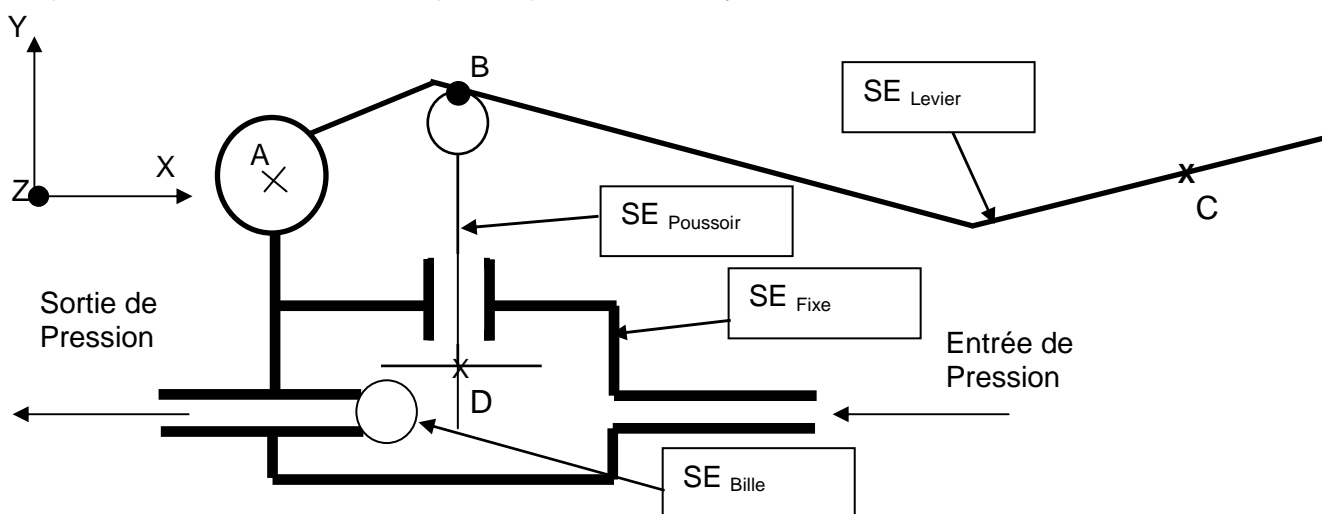 Y
B
SE Levier
A
X
Z
C
SE Poussoir
SE Fixe
Sortie de
Pression
Entrée de
Pression
D
SE Bille